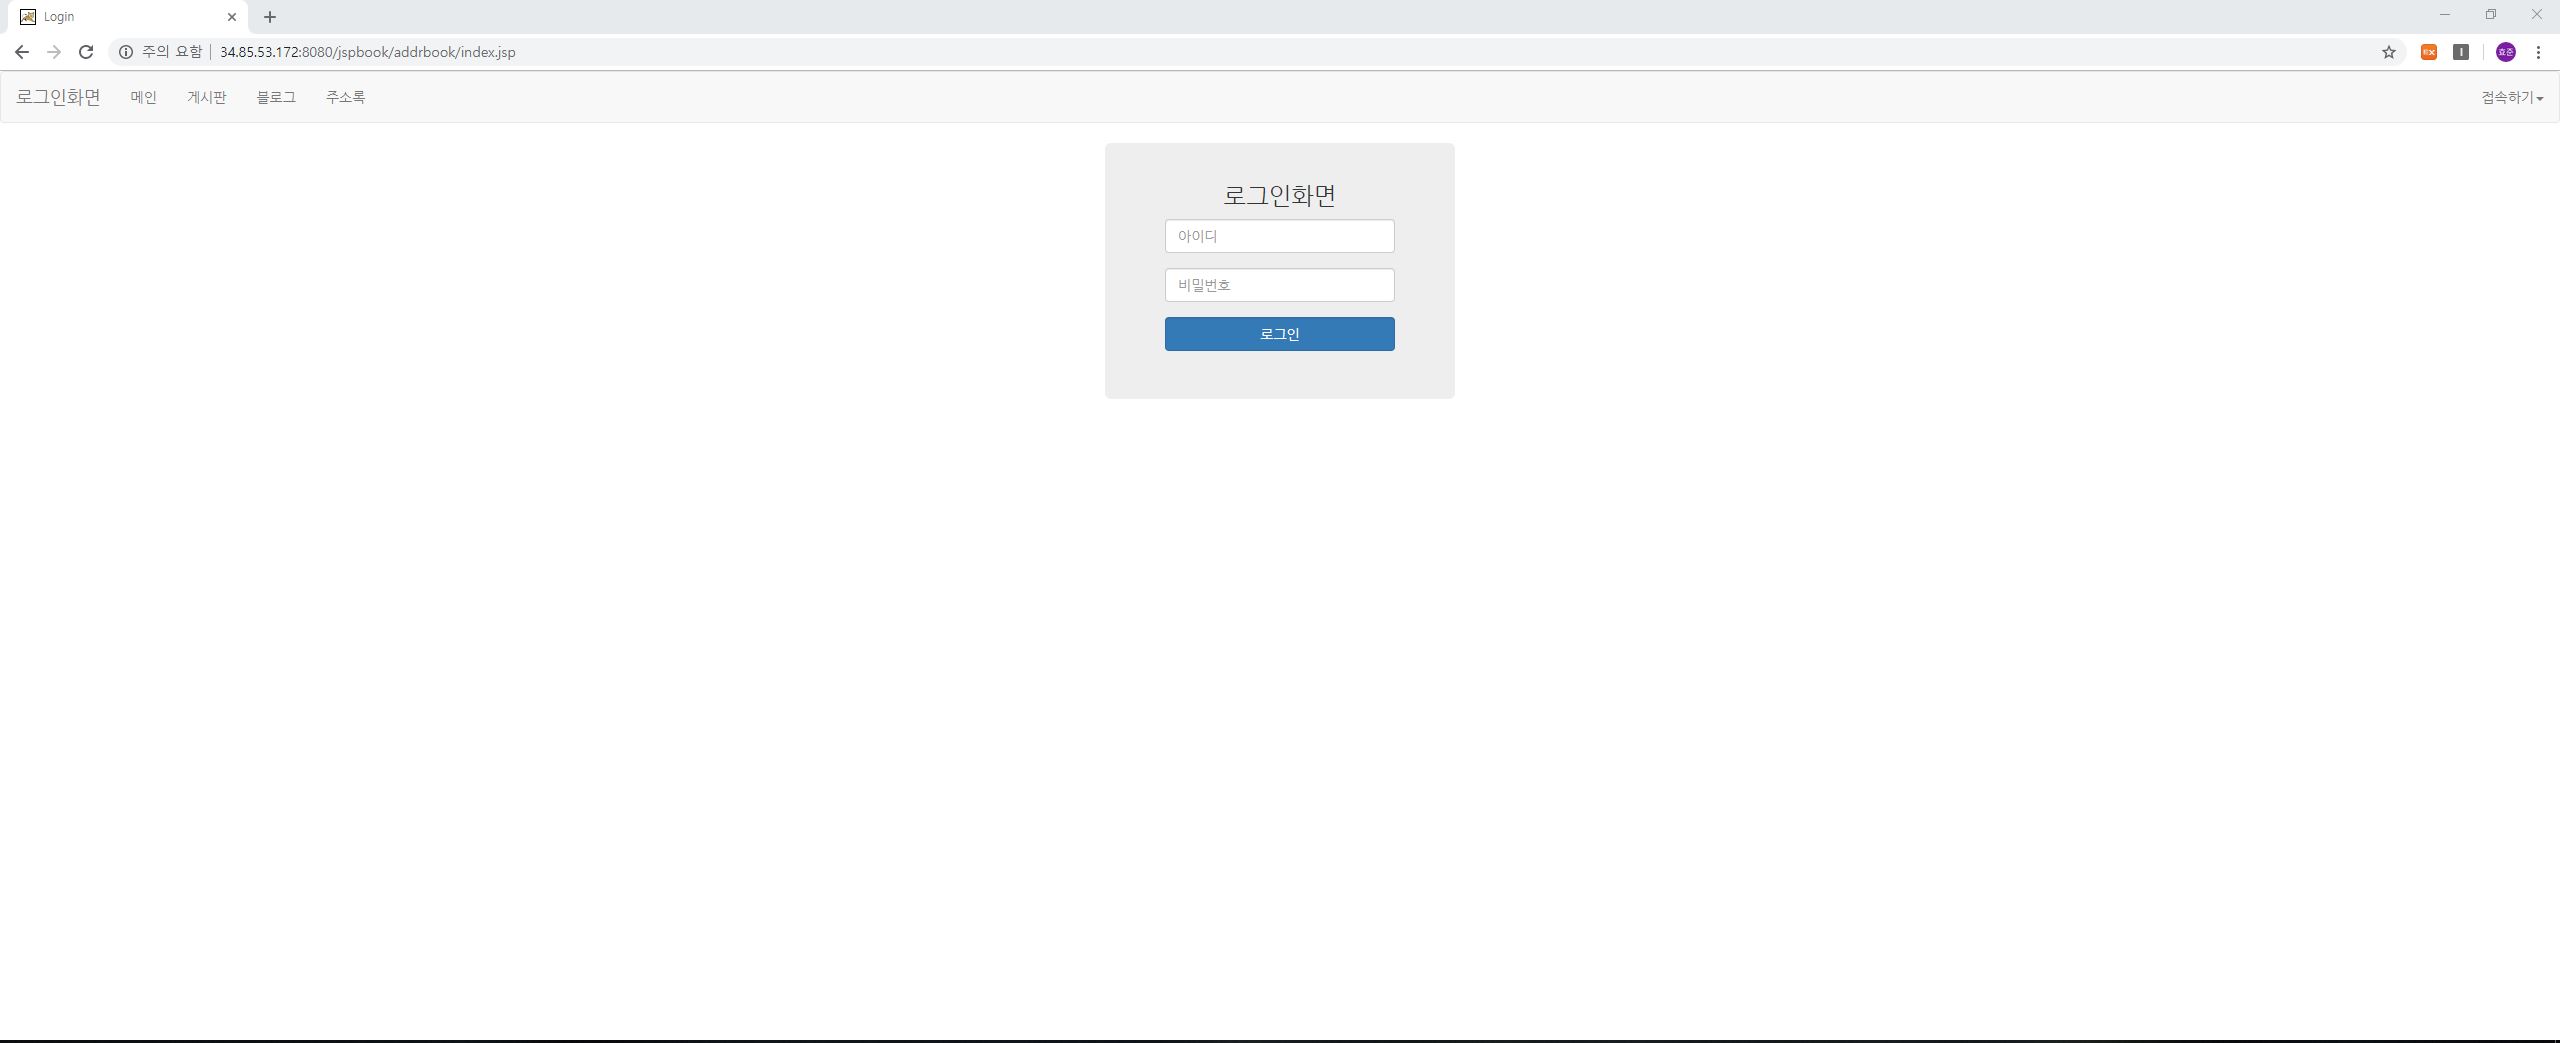 Login
주의 요함 34.85.53.172:8080/jspbook/addrbook/index.jsp
효준
로그인화면 메인 게시판 블로그 주소록 접속하기
로그인화면
아이디
비밀번호
로그인